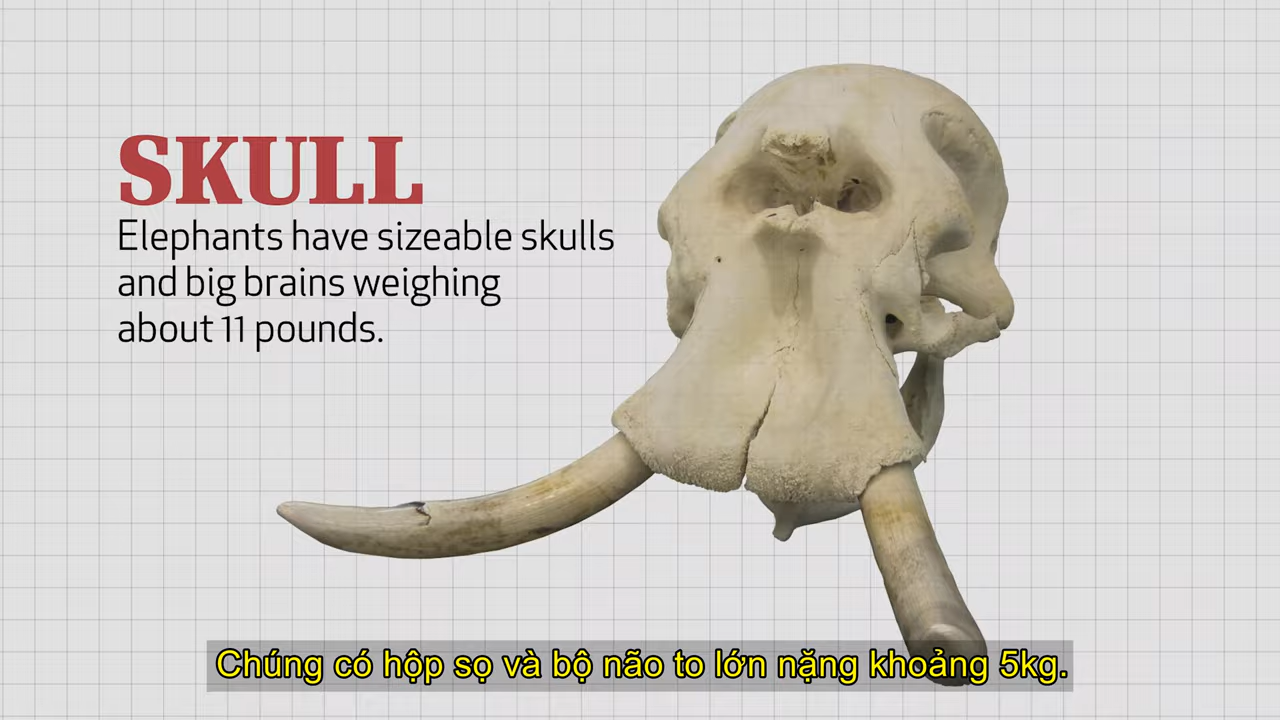 SKULL
Elephants have sizeable skulls
and big brains weighing
about 11 pounds.
Chúng có hộp sọ và bộ não to lớn nặng khoảng 5kg.